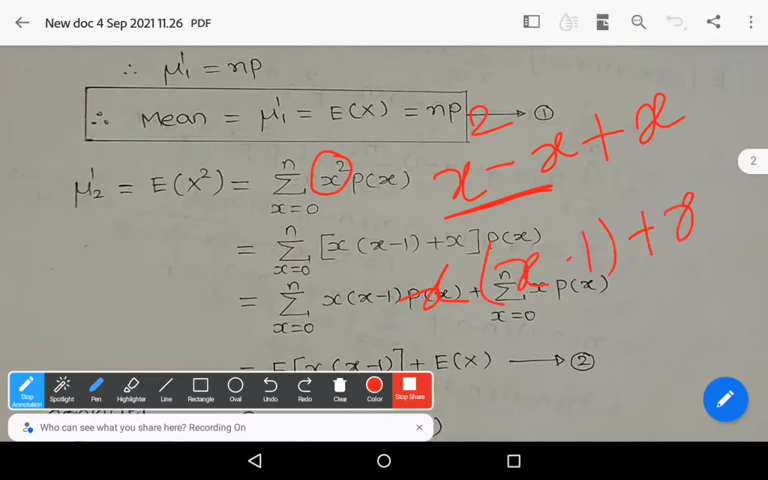 New doc 4 Sep 2021 11.26 PDF
∴ μ'₁ = np
∴ Mean = μ'₁ = E(X) = np → ①
μ'₂ = E(X²) = Σ_{x=0}^{n} x² p(x)
x² - x + x
= Σ_{x=0}^{n} [x(x-1)+x] p(x)
x(x-1) + x
= Σ_{x=0}^{n} x(x-1) p(x) + Σ_{x=0}^{n} x p(x)
2
= E[x(x-1)] + E(X) → ②
Stop Annotation Spotlight Pen Highlighter Line Rectangle Oval Undo Redo Clear Color Stop Share
Who can see what you share here? Recording On